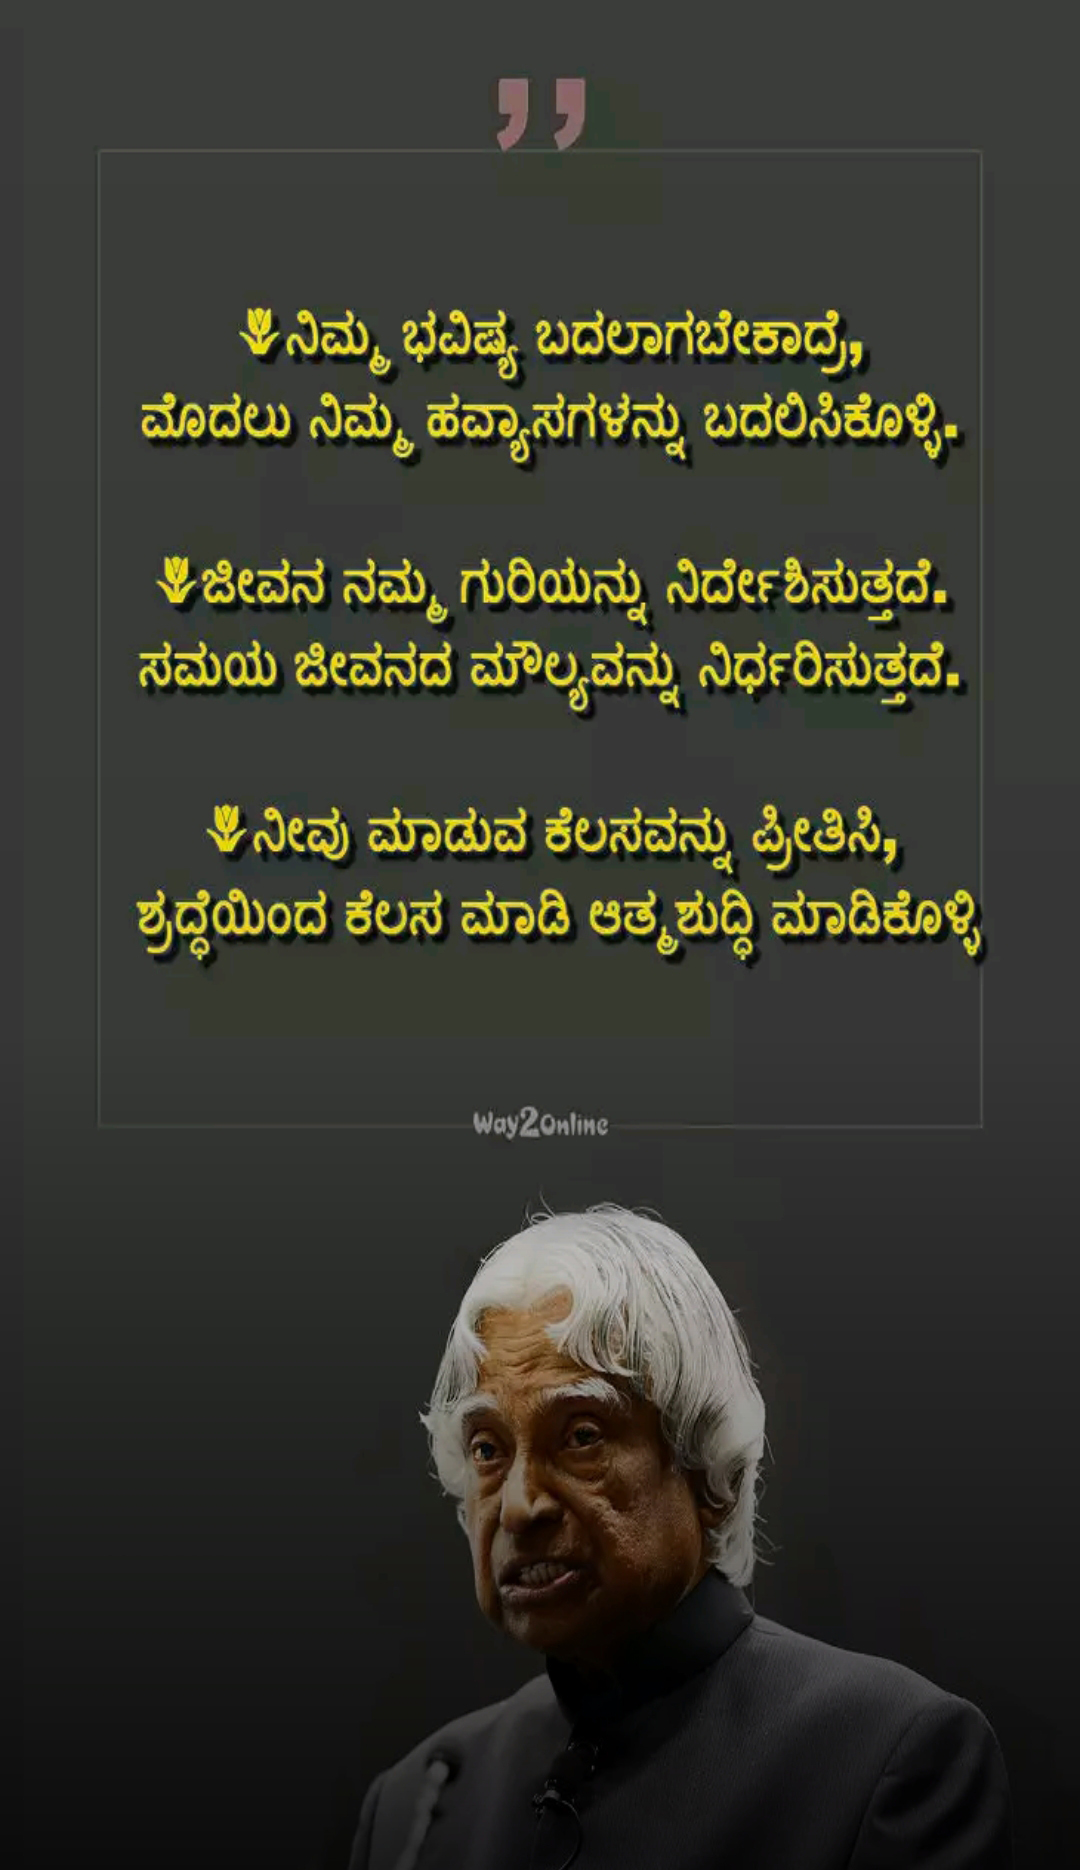 ”
🌷ನಿಮ್ಮ ಭವಿಷ್ಯ ಬದಲಾಗಬೇಕಾದ್ರೆ,
ಮೊದಲು ನಿಮ್ಮ ಹವ್ಯಾಸಗಳನ್ನು ಬದಲಿಸಿಕೊಳ್ಳಿ.
🌷ಜೀವನ ನಮ್ಮ ಗುರಿಯನ್ನು ನಿರ್ದೇಶಿಸುತ್ತದೆ.
ಸಮಯ ಜೀವನದ ಮೌಲ್ಯವನ್ನು ನಿರ್ಧರಿಸುತ್ತದೆ.
🌷ನೀವು ಮಾಡುವ ಕೆಲಸವನ್ನು ಪ್ರೀತಿಸಿ,
ಶ್ರದ್ಧೆಯಿಂದ ಕೆಲಸ ಮಾಡಿ ಆತ್ಮಶುದ್ಧಿ ಮಾಡಿಕೊಳ್ಳಿ
Way2Online